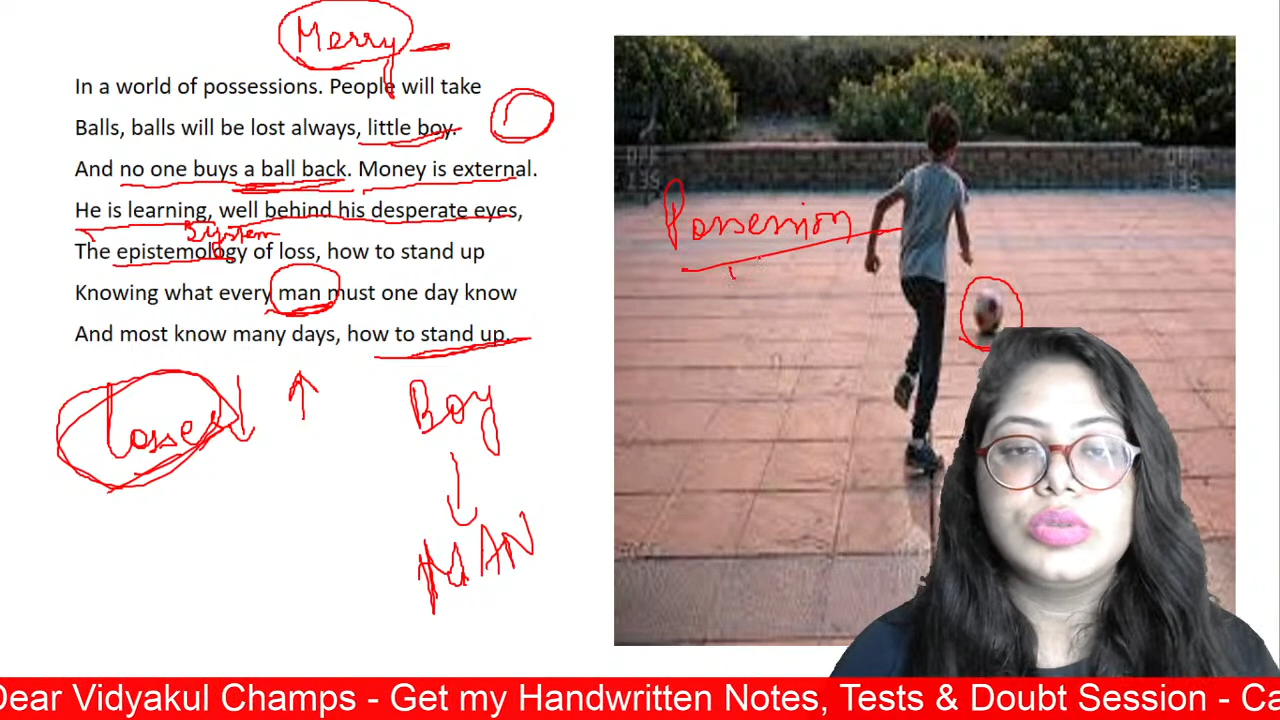 Merry
In a world of possessions. People will take
Balls, balls will be lost always, little boy.
And no one buys a ball back. Money is external.
He is learning, well behind his desperate eyes,
System
The epistemology of loss, how to stand up
Knowing what every man must one day know
And most know many days, how to stand up.
Possession
Boy
MAN
Dear Vidyakul Champs - Get my Handwritten Notes, Tests & Doubt Session - Ca